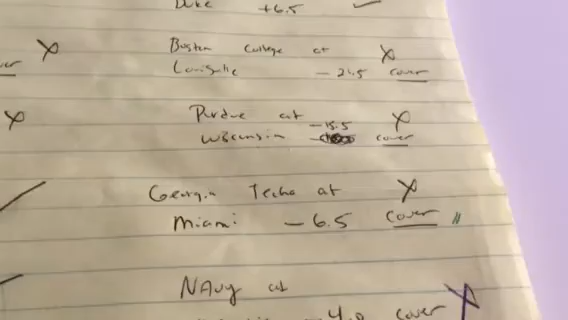 Duke +6.5
Boston College at
Louisville -24.5 cover
Purdue at -15.5
Wisconsin cover
Georgia Tech at
Miami -6.5 cover
NAvy at
cover